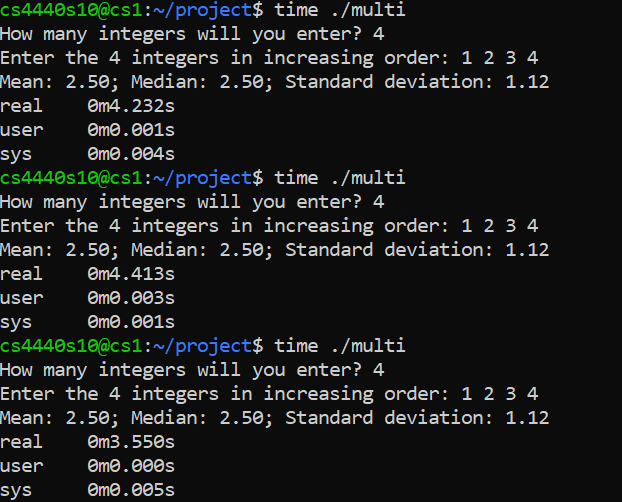 cs4440s10@cs1:~/project$ time ./multi
How many integers will you enter? 4
Enter the 4 integers in increasing order: 1 2 3 4
Mean: 2.50; Median: 2.50; Standard deviation: 1.12
real    0m4.232s
user    0m0.001s
sys     0m0.004s
cs4440s10@cs1:~/project$ time ./multi
How many integers will you enter? 4
Enter the 4 integers in increasing order: 1 2 3 4
Mean: 2.50; Median: 2.50; Standard deviation: 1.12
real    0m4.413s
user    0m0.003s
sys     0m0.001s
cs4440s10@cs1:~/project$ time ./multi
How many integers will you enter? 4
Enter the 4 integers in increasing order: 1 2 3 4
Mean: 2.50; Median: 2.50; Standard deviation: 1.12
real    0m3.550s
user    0m0.000s
sys     0m0.005s